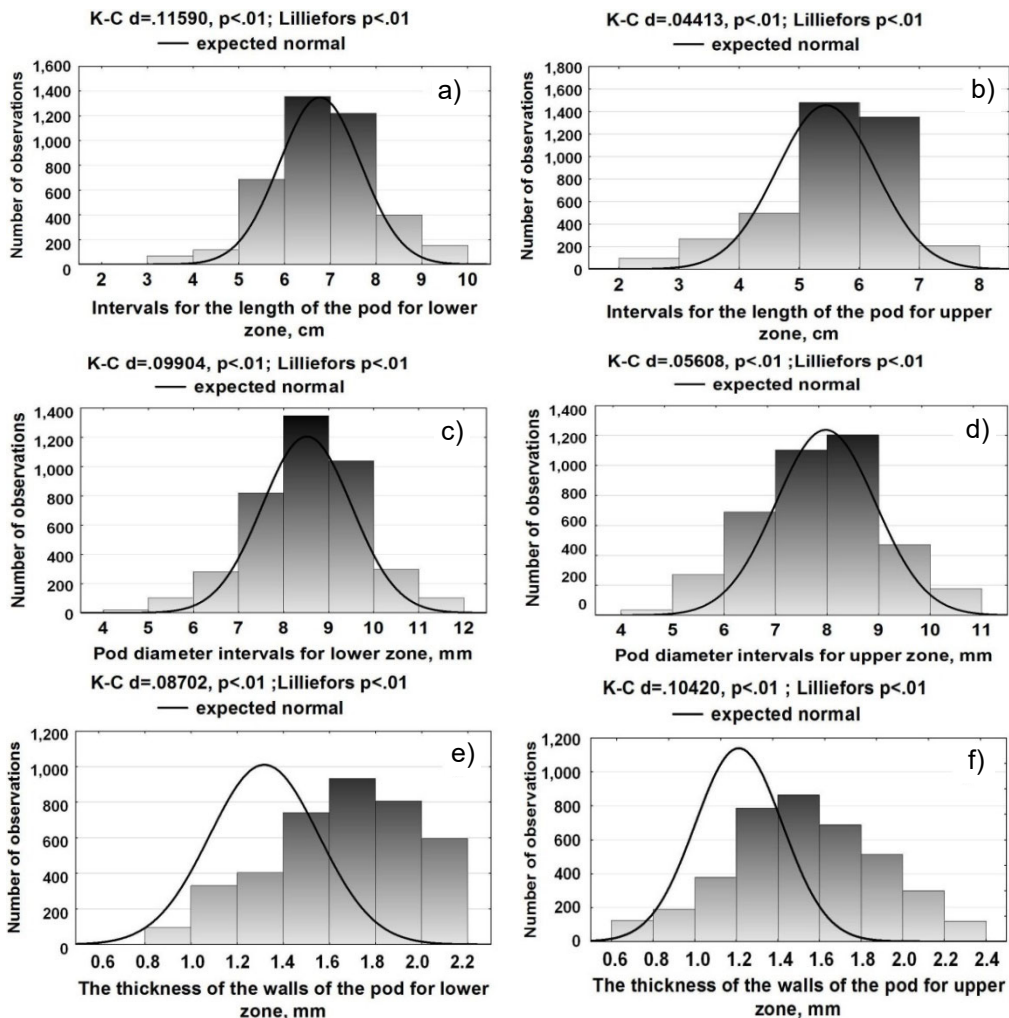 K-C d=.11590, p<.01; Lilliefors p<.01
expected normal
a)
Number of observations
1,600
1,400
1,200
1,000
800
600
400
200
0
2 3 4 5 6 7 8 9 10
Intervals for the length of the pod for lower
zone, cm
K-C d=.04413, p<.01; Lilliefors p<.01
expected normal
b)
Number of observations
1,800
1,600
1,400
1,200
1,000
800
600
400
200
0
2 3 4 5 6 7 8
Intervals for the length of the pod for upper
zone, cm
K-C d=.09904, p<.01; Lilliefors p<.01
expected normal
c)
Number of observations
1,400
1,200
1,000
800
600
400
200
0
4 5 6 7 8 9 10 11 12
Pod diameter intervals for lower zone, mm
K-C d=.05608, p<.01 ;Lilliefors p<.01
expected normal
d)
Number of observations
1,400
1,200
1,000
800
600
400
200
0
4 5 6 7 8 9 10 11
Pod diameter intervals for upper zone, mm
K-C d=.08702, p<.01 ;Lilliefors p<.01
expected normal
e)
Number of observations
1,200
1,000
800
600
400
200
0
0.6 0.8 1.0 1.2 1.4 1.6 1.8 2.0 2.2
The thickness of the walls of the pod for lower
zone, mm
K-C d=.10420, p<.01 ; Lilliefors p<.01
expected normal
f)
Number of observations
1,200
1,000
800
600
400
200
0
0.6 0.8 1.0 1.2 1.4 1.6 1.8 2.0 2.2 2.4
The thickness of the walls of the pod for upper
zone, mm